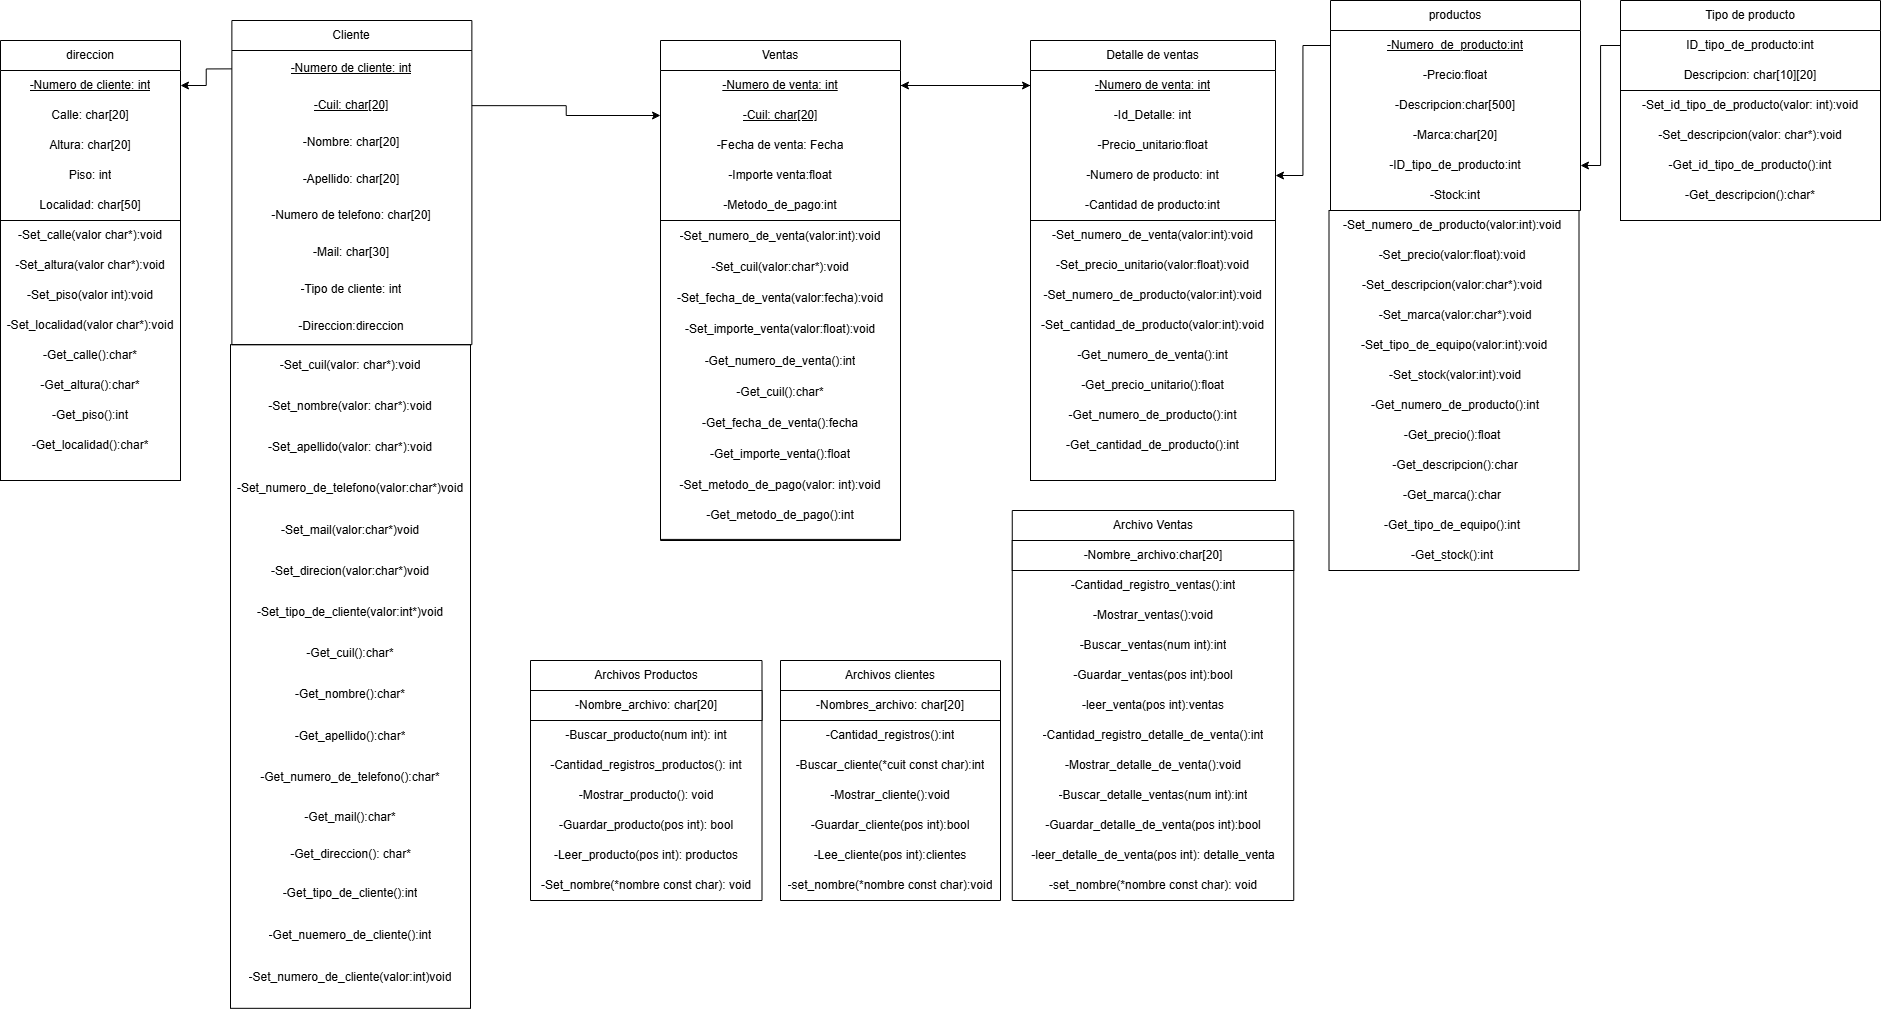 direccion
-Numero de cliente: int
Calle: char[20]
Altura: char[20]
Piso: int
Localidad: char[50]
-Set_calle(valor char*):void
-Set_altura(valor char*):void
-Set_piso(valor int):void
-Set_localidad(valor char*):void
-Get_calle():char*
-Get_altura():char*
-Get_piso():int
-Get_localidad():char*
Cliente
-Numero de cliente: int
-Cuil: char[20]
-Nombre: char[20]
-Apellido: char[20]
-Numero de telefono: char[20]
-Mail: char[30]
-Tipo de cliente: int
-Direccion:direccion
-Set_cuil(valor: char*):void
-Set_nombre(valor: char*):void
-Set_apellido(valor: char*):void
-Set_numero_de_telefono(valor:char*)void
-Set_mail(valor:char*)void
-Set_direcion(valor:char*)void
-Set_tipo_de_cliente(valor:int*)void
-Get_cuil():char*
-Get_nombre():char*
-Get_apellido():char*
-Get_numero_de_telefono():char*
-Get_mail():char*
-Get_direccion(): char*
-Get_tipo_de_cliente():int
-Get_nuemero_de_cliente():int
-Set_numero_de_cliente(valor:int)void
Ventas
-Numero de venta: int
-Cuil: char[20]
-Fecha de venta: Fecha
-Importe venta:float
-Metodo_de_pago:int
-Set_numero_de_venta(valor:int):void
-Set_cuil(valor:char*):void
-Set_fecha_de_venta(valor:fecha):void
-Set_importe_venta(valor:float):void
-Get_numero_de_venta():int
-Get_cuil():char*
-Get_fecha_de_venta():fecha
-Get_importe_venta():float
-Set_metodo_de_pago(valor: int):void
-Get_metodo_de_pago():int
Detalle de ventas
-Numero de venta: int
-Id_Detalle: int
-Precio_unitario:float
-Numero de producto: int
-Cantidad de producto:int
-Set_numero_de_venta(valor:int):void
-Set_precio_unitario(valor:float):void
-Set_numero_de_producto(valor:int):void
-Set_cantidad_de_producto(valor:int):void
-Get_numero_de_venta():int
-Get_precio_unitario():float
-Get_numero_de_producto():int
-Get_cantidad_de_producto():int
productos
-Numero_de_producto:int
-Precio:float
-Descripcion:char[500]
-Marca:char[20]
-ID_tipo_de_producto:int
-Stock:int
-Set_numero_de_producto(valor:int):void
-Set_precio(valor:float):void
-Set_descripcion(valor:char*):void
-Set_marca(valor:char*):void
-Set_tipo_de_equipo(valor:int):void
-Set_stock(valor:int):void
-Get_numero_de_producto():int
-Get_precio():float
-Get_descripcion():char
-Get_marca():char
-Get_tipo_de_equipo():int
-Get_stock():int
Tipo de producto
ID_tipo_de_producto:int
Descripcion: char[10][20]
-Set_id_tipo_de_producto(valor: int):void
-Set_descripcion(valor: char*):void
-Get_id_tipo_de_producto():int
-Get_descripcion():char*
Archivos Productos
-Nombre_archivo: char[20]
-Buscar_producto(num int): int
-Cantidad_registros_productos(): int
-Mostrar_producto(): void
-Guardar_producto(pos int): bool
-Leer_producto(pos int): productos
-Set_nombre(*nombre const char): void
Archivos clientes
-Nombres_archivo: char[20]
-Cantidad_registros():int
-Buscar_cliente(*cuit const char):int
-Mostrar_cliente():void
-Guardar_cliente(pos int):bool
-Lee_cliente(pos int):clientes
-set_nombre(*nombre const char):void
Archivo Ventas
-Nombre_archivo:char[20]
-Cantidad_registro_ventas():int
-Mostrar_ventas():void
-Buscar_ventas(num int):int
-Guardar_ventas(pos int):bool
-leer_venta(pos int):ventas
-Cantidad_registro_detalle_de_venta():int
-Mostrar_detalle_de_venta():void
-Buscar_detalle_ventas(num int):int
-Guardar_detalle_de_venta(pos int):bool
-leer_detalle_de_venta(pos int): detalle_venta
-set_nombre(*nombre const char): void